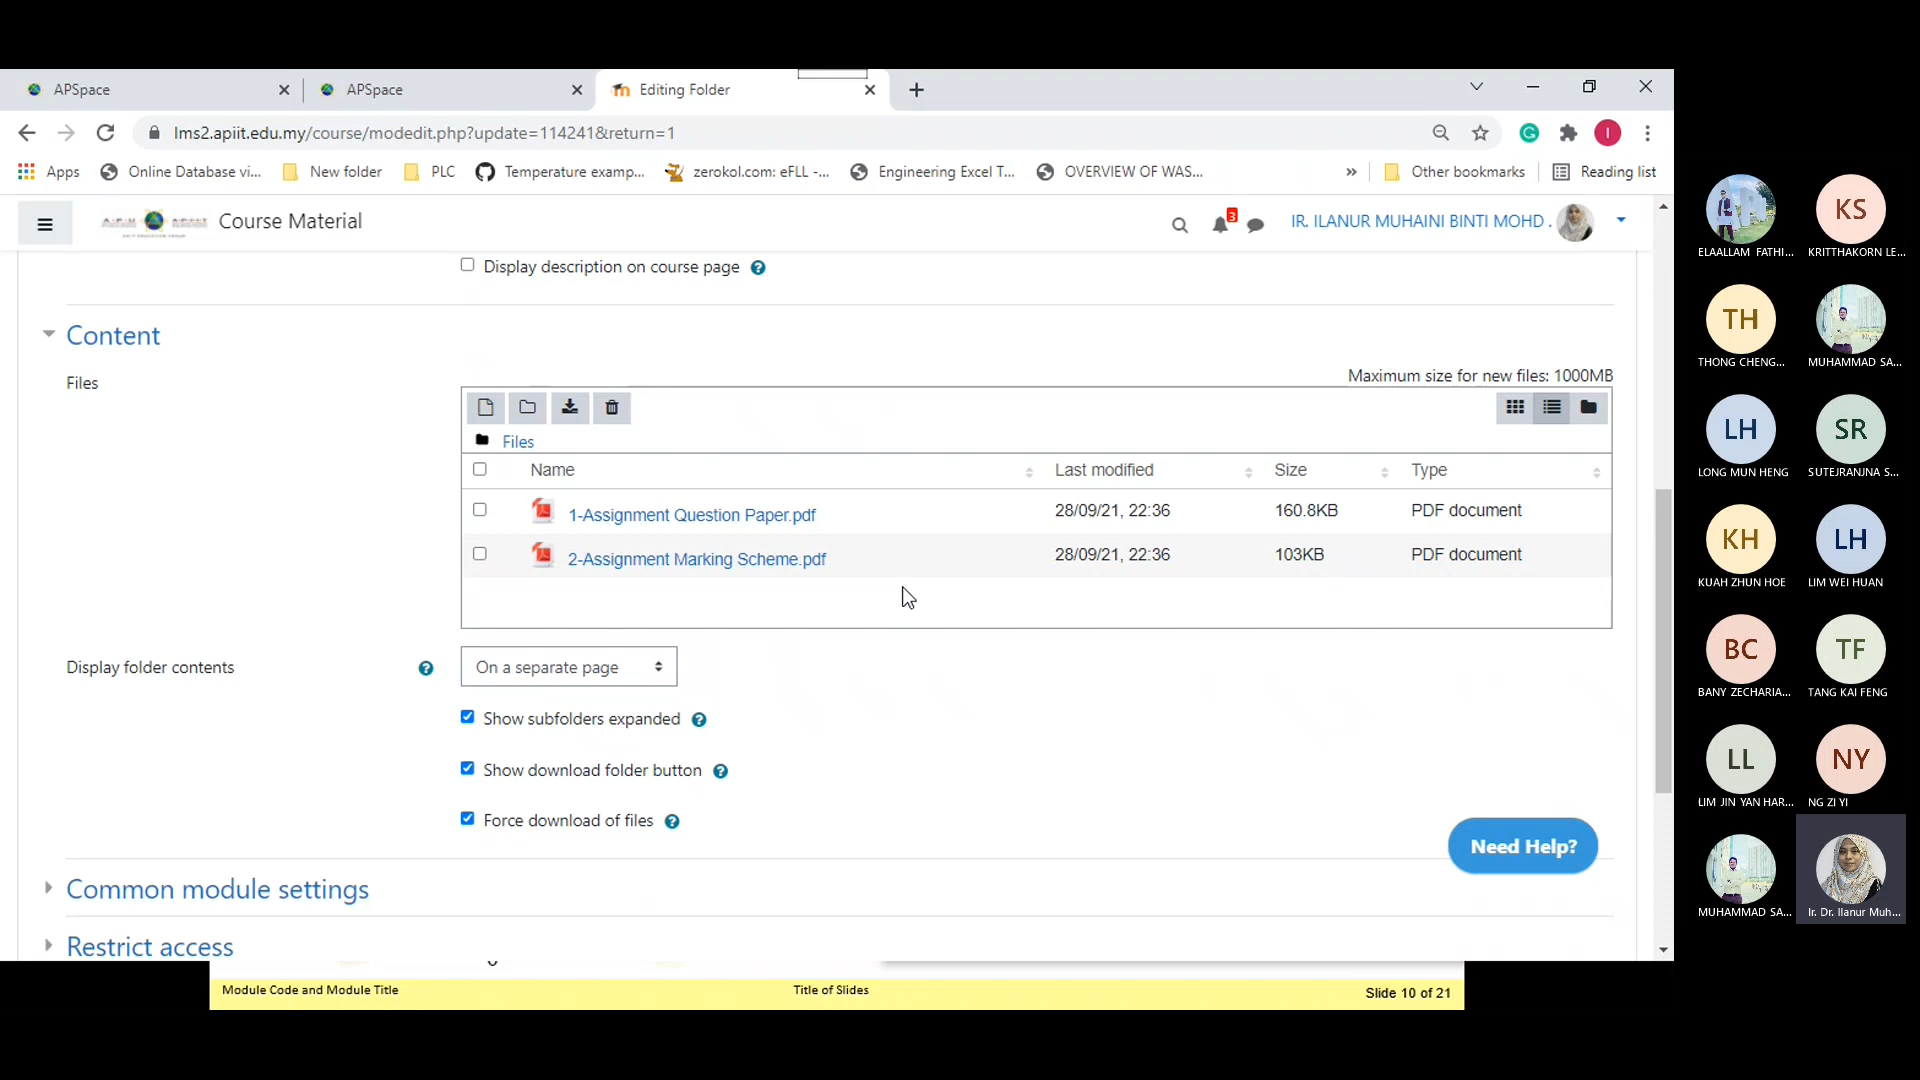 APSpace
APSpace
Editing Folder
lms2.apiit.edu.my/course/modedit.php?update=114241&return=1
Apps
Online Database vi...
New folder
PLC
Temperature examp...
zerokol.com: eFLL -...
Engineering Excel T...
OVERVIEW OF WAS...
»
Other bookmarks
Reading list
I
Course Material
3
IR. ILANUR MUHAINI BINTI MOHD .
Display description on course page
Content
Files
Maximum size for new files: 1000MB
Files
Name Last modified Size Type
1-Assignment Question Paper.pdf 28/09/21, 22:36 160.8KB PDF document
2-Assignment Marking Scheme.pdf 28/09/21, 22:36 103KB PDF document
Display folder contents
On a separate page
Show subfolders expanded
Show download folder button
Force download of files
Need Help?
Common module settings
Restrict access
Module Code and Module Title
Title of Slides
Slide 10 of 21
ELAALLAM FATHI...
KS
KRITTHAKORN LE...
TH
THONG CHENG...
MUHAMMAD SA...
LH
LONG MUN HENG
SR
SUTEJRANJNA S...
KH
KUAH ZHUN HOE
LH
LIM WEI HUAN
BC
BANY ZECHARIA...
TF
TANG KAI FENG
LL
LIM JIN YAN HAR...
NY
NG ZI YI
MUHAMMAD SA...
Ir. Dr. Ilanur Muh...